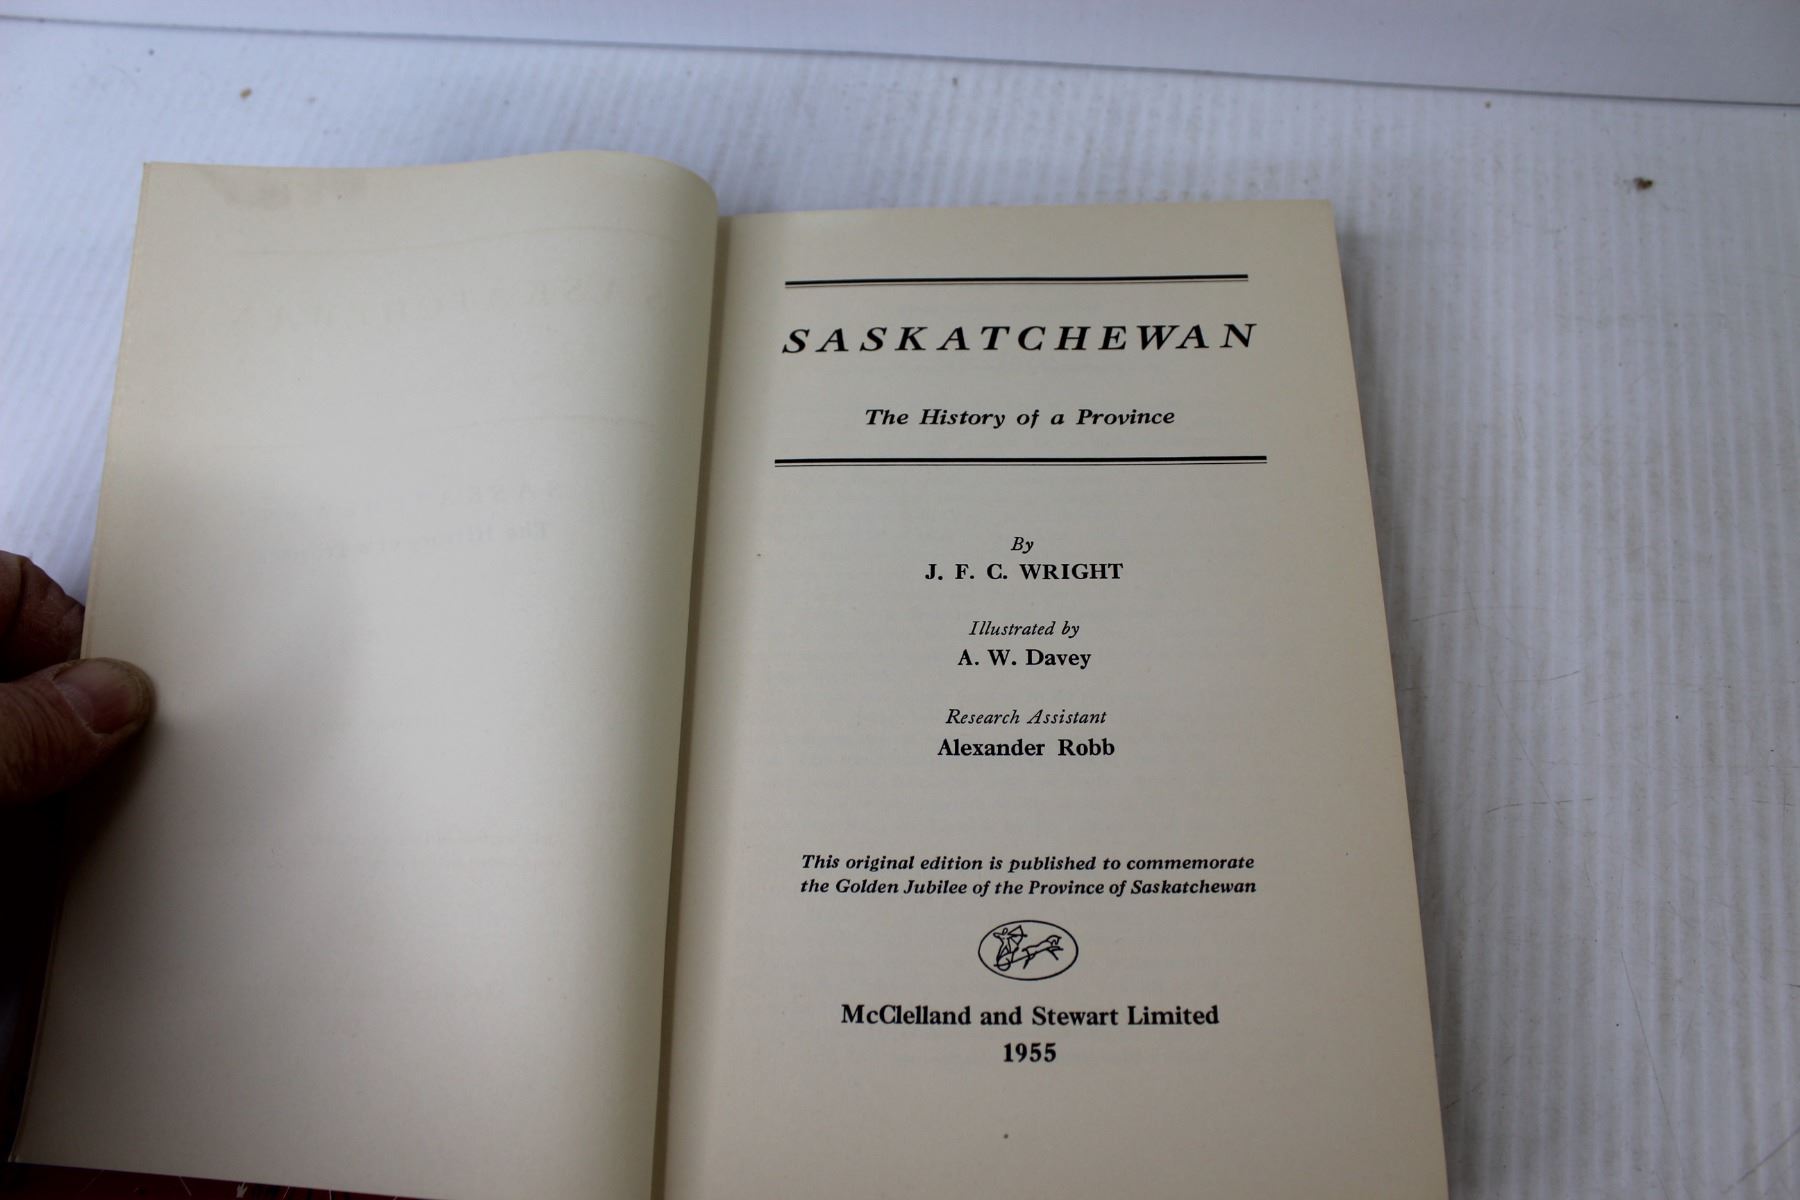 SASKATCHEWAN
The History of a Province
By
J. F. C. WRIGHT
Illustrated by
A. W. Davey
Research Assistant
Alexander Robb
This original edition is published to commemorate
the Golden Jubilee of the Province of Saskatchewan
McClelland and Stewart Limited
1955